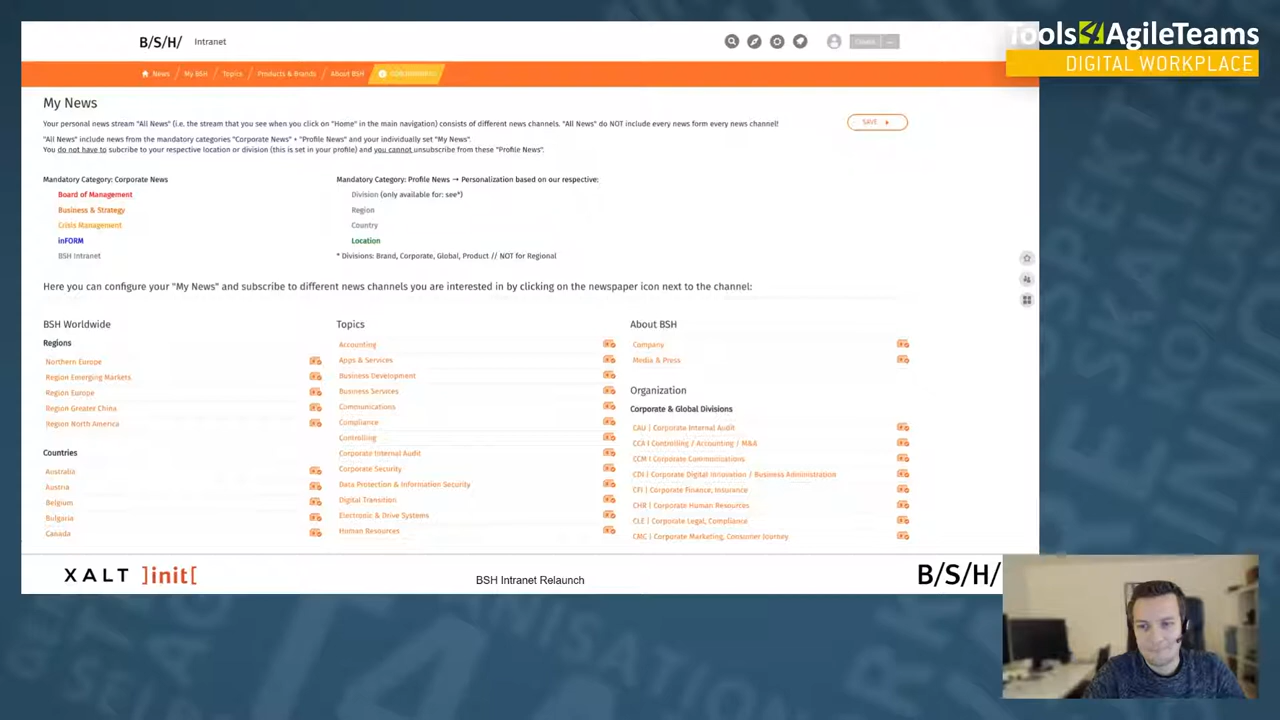 B/S/H/ Intranet
Tools4AgileTeams
DIGITAL WORKPLACE
News / My BSH / Topics / Products & Brands / About BSH
My News
Your personal news stream "All News" (i.e. the stream that you see when you click on "Home" in the main navigation) consists of different news channels. "All News" do NOT include every news form every news channel!
SAVE
"All News" include news from the mandatory categories "Corporate News" + "Profile News" and your individually set "My News".
You do not have to subcribe to your respective location or division (this is set in your profile) and you cannot unsubscribe from these "Profile News".
Mandatory Category: Corporate News
Board of Management
Business & Strategy
Crisis Management
inFORM
BSH Intranet
Mandatory Category: Profile News → Personalization based on our respective:
Division (only available for: see*)
Region
Country
Location
* Divisions: Brand, Corporate, Global, Product // NOT for Regional
Here you can configure your "My News" and subscribe to different news channels you are interested in by clicking on the newspaper icon next to the channel:
BSH Worldwide
Regions
Northern Europe
Region Emerging Markets
Region Europe
Region Greater China
Region North America
Countries
Australia
Austria
Belgium
Bulgaria
Canada
Topics
Accounting
Apps & Services
Business Development
Business Services
Communications
Compliance
Controlling
Corporate Internal Audit
Corporate Security
Data Protection & Information Security
Digital Transition
Electronic & Drive Systems
Human Resources
About BSH
Company
Media & Press
Organization
Corporate & Global Divisions
CAU | Corporate Internal Audit
CCA | Controlling / Accounting / M&A
CCM | Corporate Communications
CDI | Corporate Digital Innovation / Business Administration
CFI | Corporate Finance, Insurance
CHR | Corporate Human Resources
CLE | Corporate Legal, Compliance
CMC | Corporate Marketing, Consumer Journey
XALT ]init[
BSH Intranet Relaunch
B/S/H/